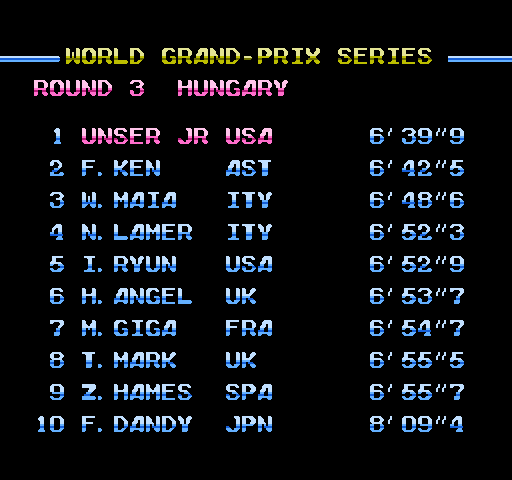 WORLD GRAND-PRIX SERIES
ROUND 3 HUNGARY
1 UNSER JR USA 6'39"9
2 F. KEN AST 6'42"5
3 W. MAIA ITY 6'48"6
4 N. LAMER ITY 6'52"3
5 I. RYUN USA 6'52"9
6 H. ANGEL UK 6'53"7
7 M. GIGA FRA 6'54"7
8 T. MARK UK 6'55"5
9 Z. HAMES SPA 6'55"7
10 F. DANDY JPN 8'09"4